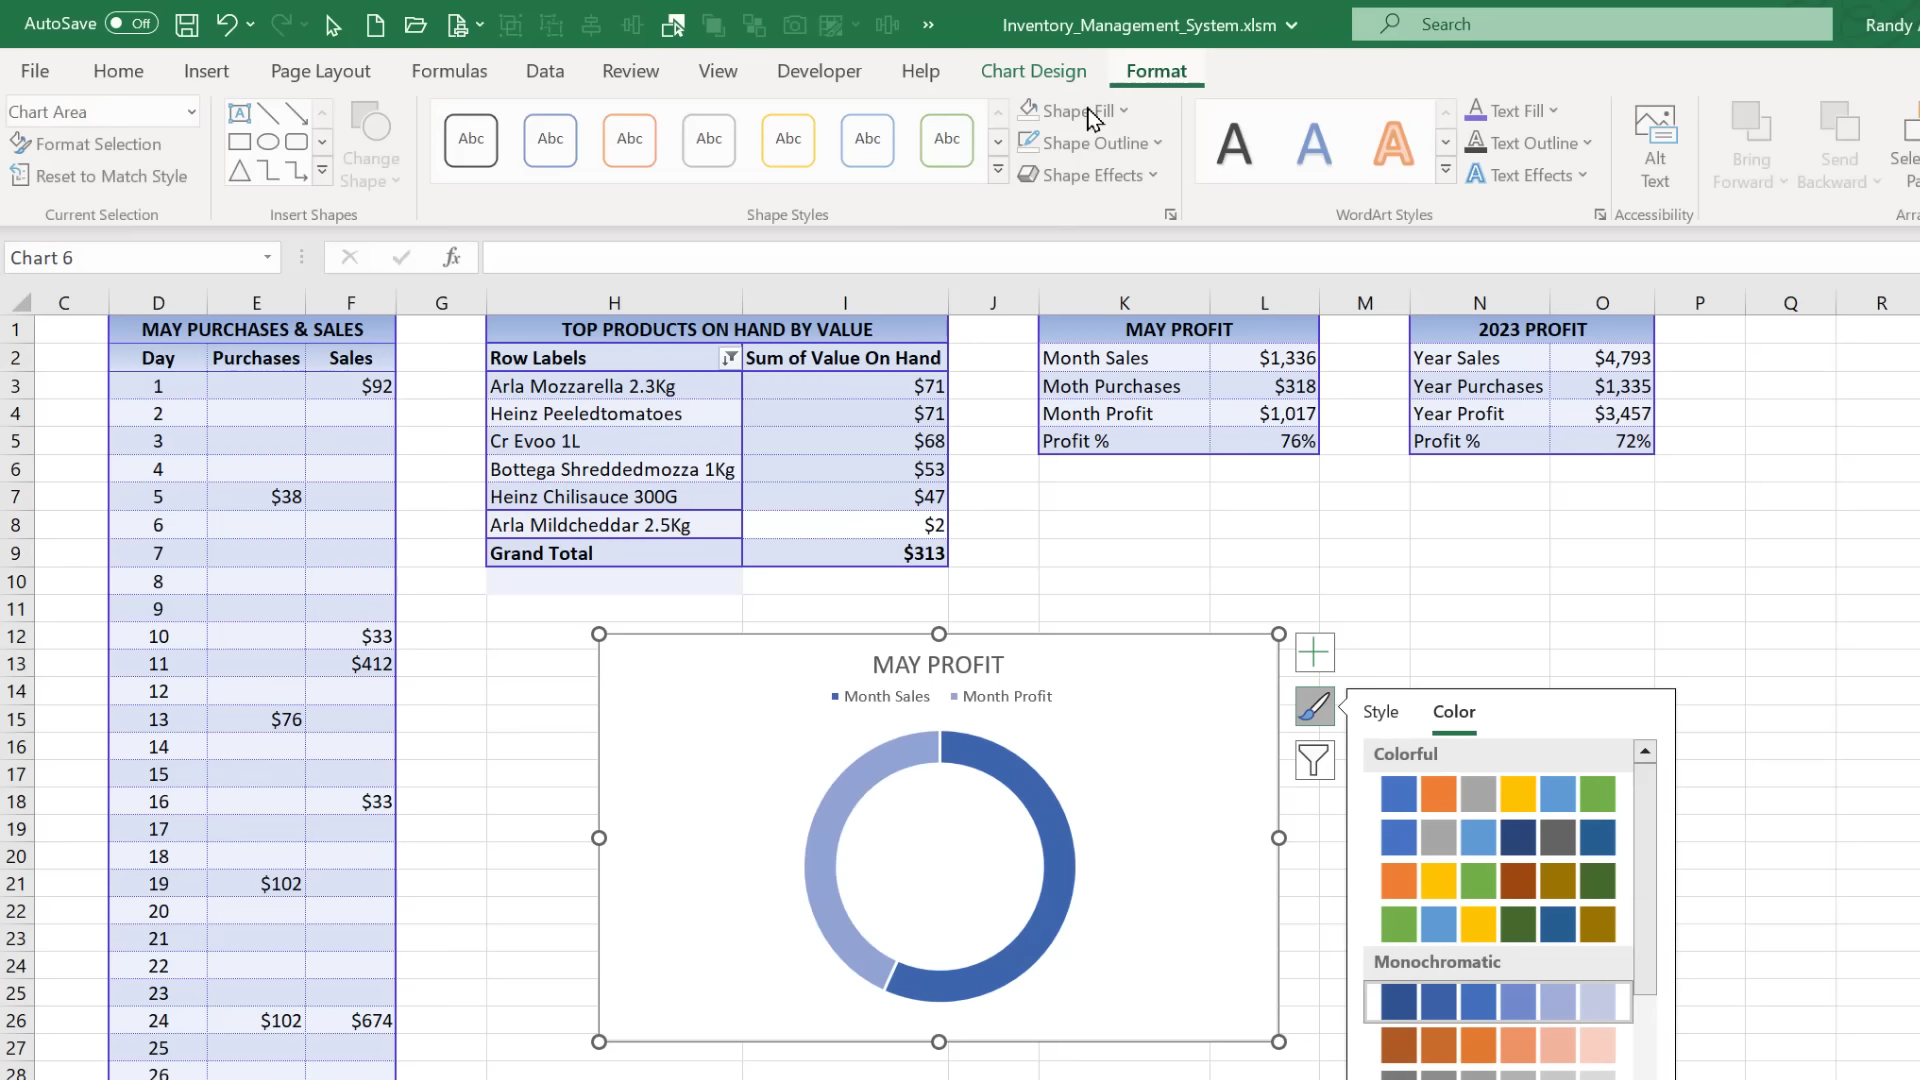 AutoSave Off Inventory_Management_System.xlsm Search Randy
File Home Insert Page Layout Formulas Data Review View Developer Help Chart Design Format
Chart Area
Format Selection
Reset to Match Style
Current Selection
A
Change
Shape
Insert Shapes
Abc Abc Abc Abc Abc Abc Abc
Shape Fill
Shape Outline
Shape Effects
Shape Styles
A A A
Text Fill
Text Outline
Text Effects
WordArt Styles
Alt
Text
Accessibility
Bring
Forward
Send
Backward
Chart 6 fx
C D E F G H I J K L M N O P Q R
1 MAY PURCHASES & SALES TOP PRODUCTS ON HAND BY VALUE MAY PROFIT 2023 PROFIT
2 Day Purchases Sales Row Labels Sum of Value On Hand Month Sales $1,336 Year Sales $4,793
3 1 $92 Arla Mozzarella 2.3Kg $71 Moth Purchases $318 Year Purchases $1,335
4 2 Heinz Peeledtomatoes $71 Month Profit $1,017 Year Profit $3,457
5 3 Cr Evoo 1L $68 Profit % 76% Profit % 72%
6 4 Bottega Shreddedmozza 1Kg $53
7 5 $38 Heinz Chilisauce 300G $47
8 6 Arla Mildcheddar 2.5Kg $2
9 7 Grand Total $313
10 8
11 9
12 10 $33
13 11 $412
14 12
15 13 $76
16 14
17 15
18 16 $33
19 17
20 18
21 19 $102
22 20
23 21
24 22
25 23
26 24 $102 $674
27 25
28 26
MAY PROFIT
Month Sales Month Profit
Style Color
Colorful
Monochromatic